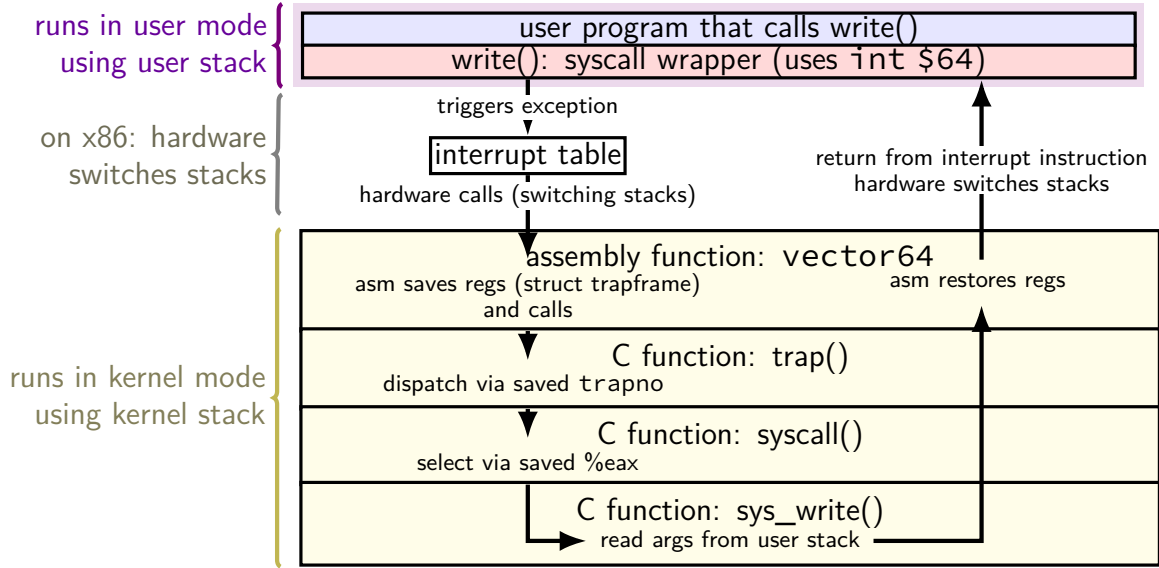 runs in user mode
using user stack
user program that calls write()
write(): syscall wrapper (uses int $64)
triggers exception
on x86: hardware
switches stacks
interrupt table
hardware calls (switching stacks)
return from interrupt instruction
hardware switches stacks
assembly function: vector64
asm saves regs (struct trapframe)
and calls
asm restores regs
runs in kernel mode
using kernel stack
C function: trap()
dispatch via saved trapno
C function: syscall()
select via saved %eax
C function: sys_write()
read args from user stack